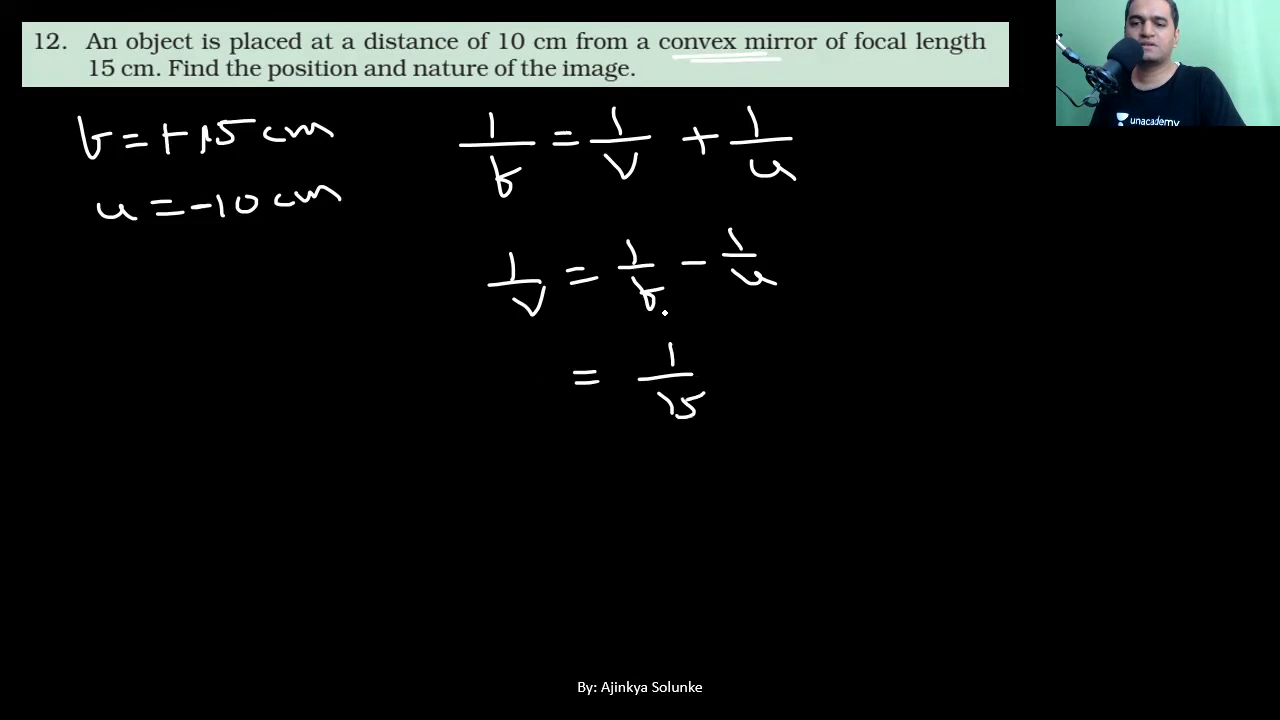 12. An object is placed at a distance of 10 cm from a convex mirror of focal length
15 cm. Find the position and nature of the image.
unacademy
f = +15 cm
u = -10 cm
1/f = 1/v + 1/u
1/v = 1/f - 1/u
= 1/15
By: Ajinkya Solunke